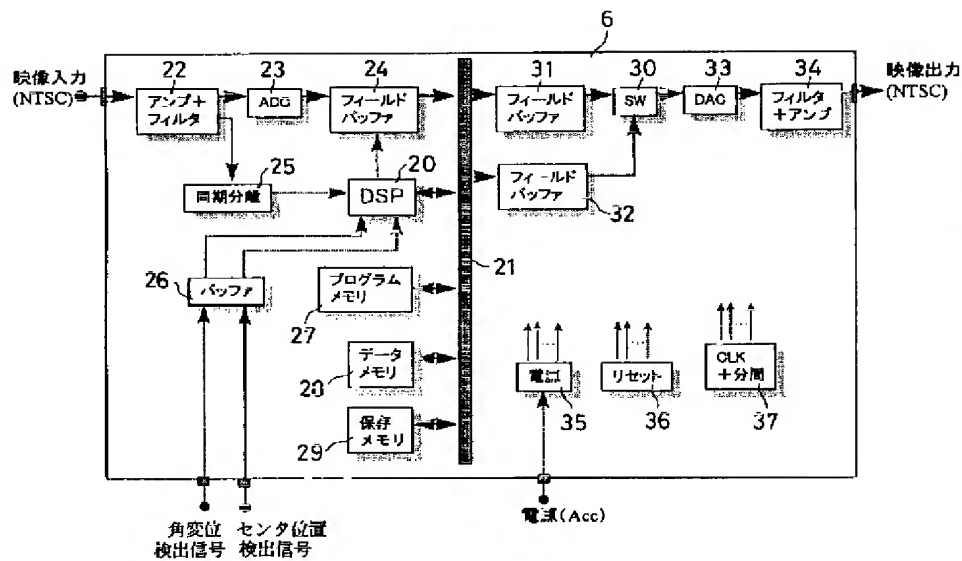 6
映像入力
(NTSC)
22
アンプ+
フィルタ
23
ADC
24
フィールド
バッファ
31
フィールド
バッファ
30
SW
33
DAC
34
フィルタ
+アンプ
映像出力
(NTSC)
25
同期分離
20
DSP
フィールド
バッファ
32
21
26
バッファ
プログラム
メモリ
27
データ
メモリ
28
保存
メモリ
29
電源
35
リセット
36
CLK
+分周
37
角変位
検出信号
センタ位置
検出信号
電源(Acc)